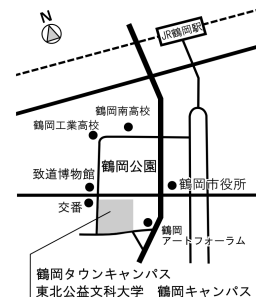 N
JR鶴岡駅
鶴岡南高校
鶴岡工業高校
鶴岡公園
致道博物館
鶴岡市役所
交番
鶴岡
アートフォーラム
鶴岡タウンキャンパス
東北公益文科大学　鶴岡キャンパス